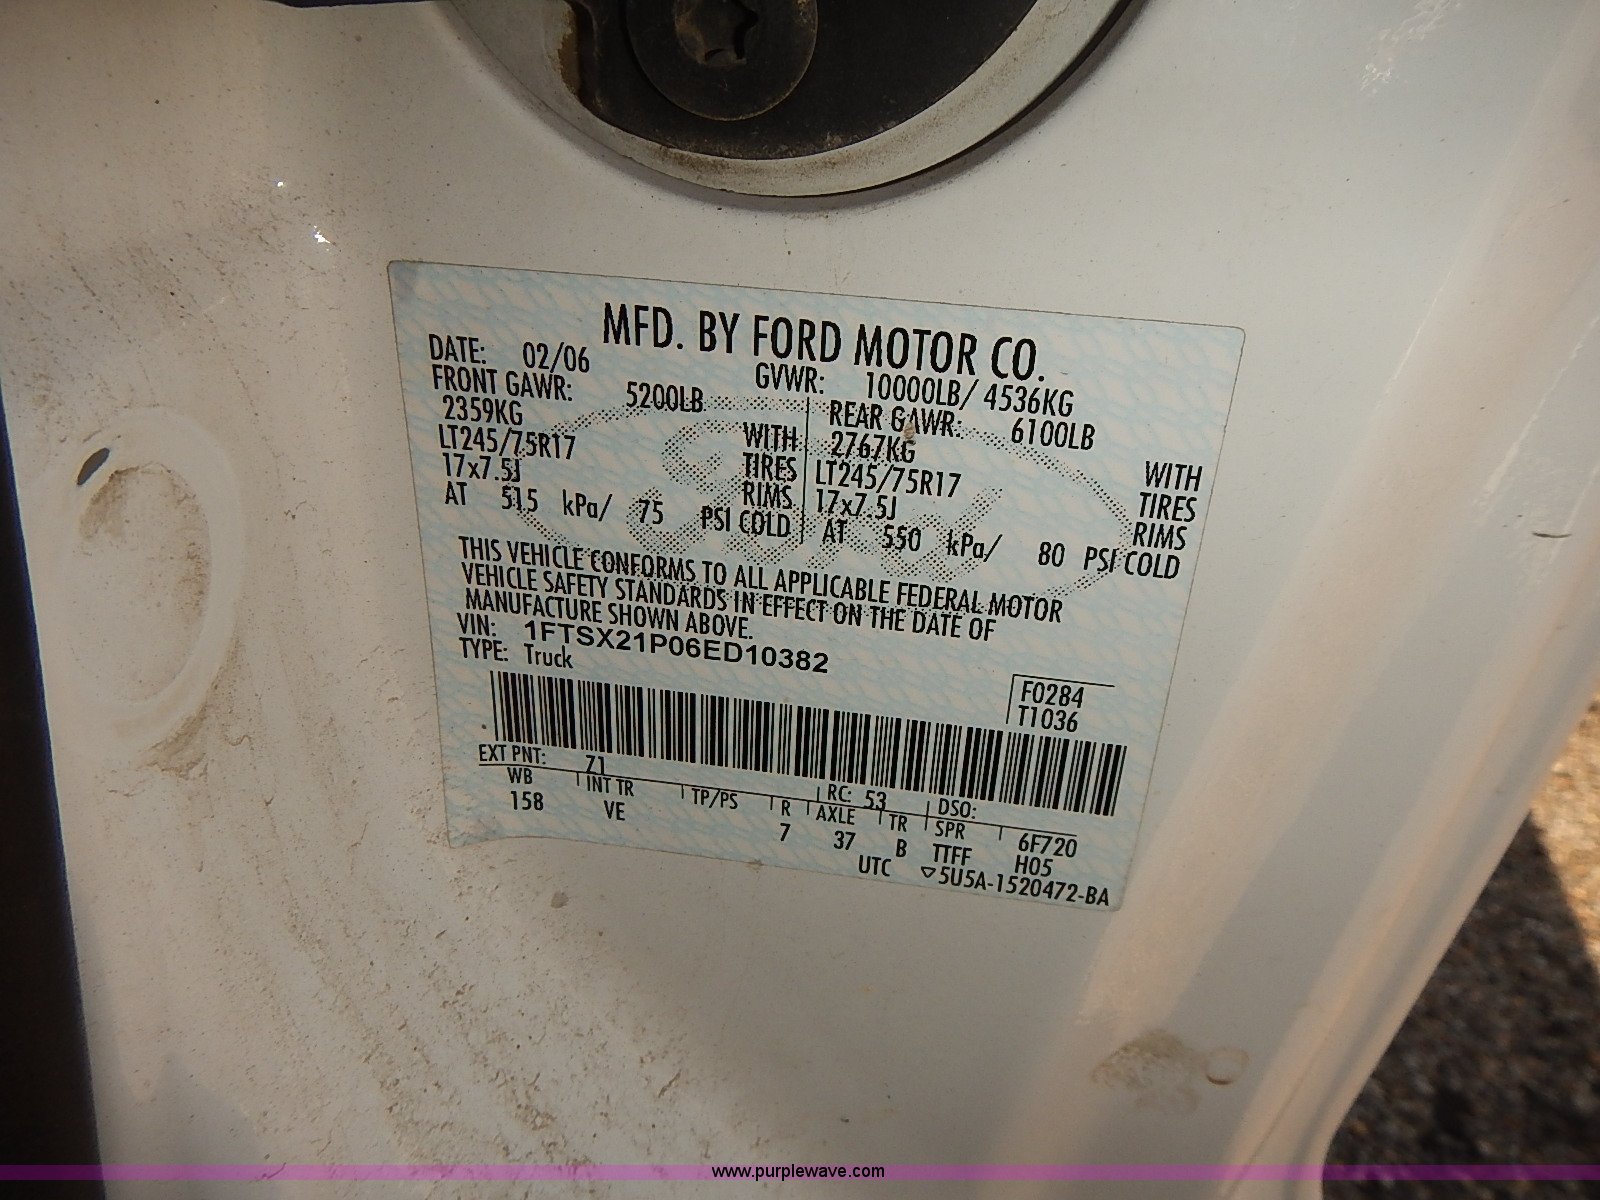 MFD. BY FORD MOTOR CO.
DATE: 02/06 GVWR: 10000LB/ 4536KG
FRONT GAWR: 5200LB REAR GAWR: 6100LB
2359KG WITH 2767KG WITH
LT245/75R17 TIRES LT245/75R17 TIRES
17x7.5J RIMS 17x7.5J RIMS
AT 515 kPa/ 75 PSI COLD AT 550 kPa/ 80 PSI COLD
THIS VEHICLE CONFORMS TO ALL APPLICABLE FEDERAL MOTOR
VEHICLE SAFETY STANDARDS IN EFFECT ON THE DATE OF
MANUFACTURE SHOWN ABOVE.
VIN: 1FTSX21P06ED10382
TYPE: Truck
F0284
T1036
EXT PNT: Z1 RC: 53 DSO:
WB INT TR TP/PS R AXLE TR SPR 6F720
158 VE 7 37 B TTFF H05
UTC ▽5U5A-1520472-BA
www.purplewave.com